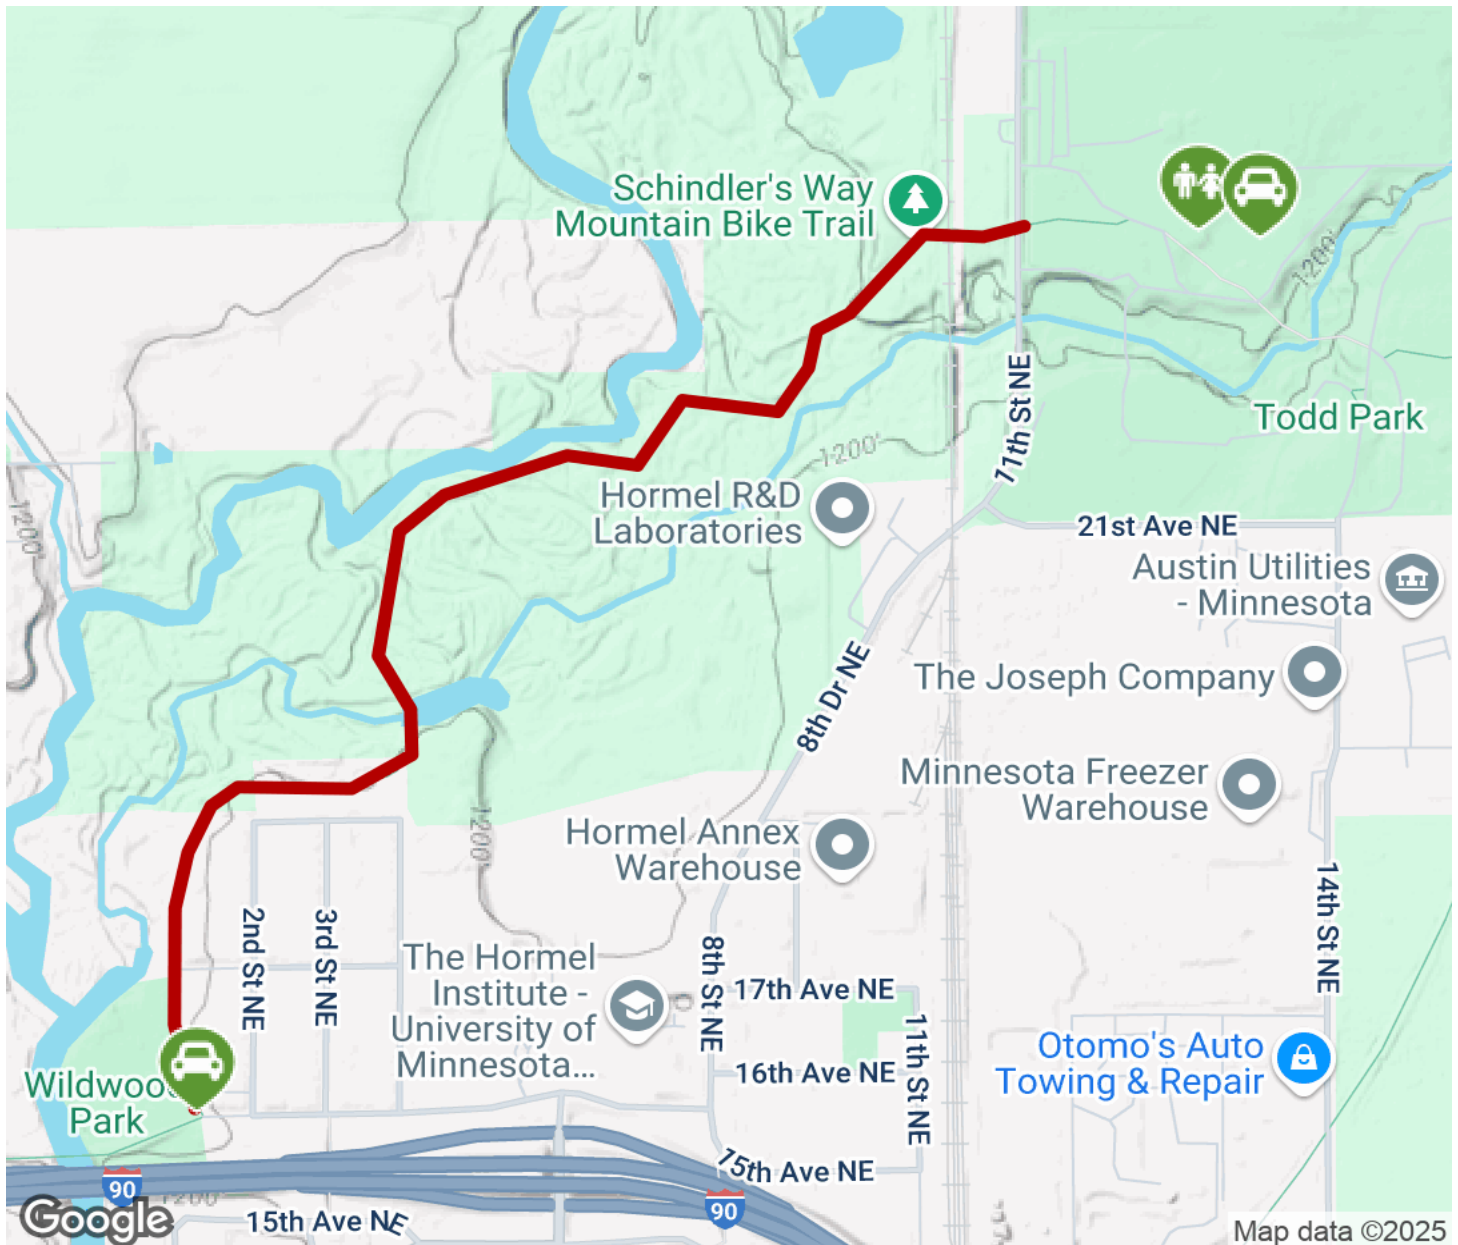 Schindler's Way
Mountain Bike Trail
1200'
11th St NE
Todd Park
1200'
Hormel R&D
Laboratories
21st Ave NE
1200'
Austin Utilities
- Minnesota
8th Dr NE
The Joseph Company
Minnesota Freezer
Warehouse
1200'
Hormel Annex
Warehouse
14th St NE
2nd St NE
3rd St NE
The Hormel
Institute -
University of
Minnesota...
8th St NE
17th Ave NE
11th St NE
16th Ave NE
Otomo's Auto
Towing & Repair
Wildwood
Park
15th Ave NE
90
1200'
90
Google
15th Ave NE
Map data ©2025